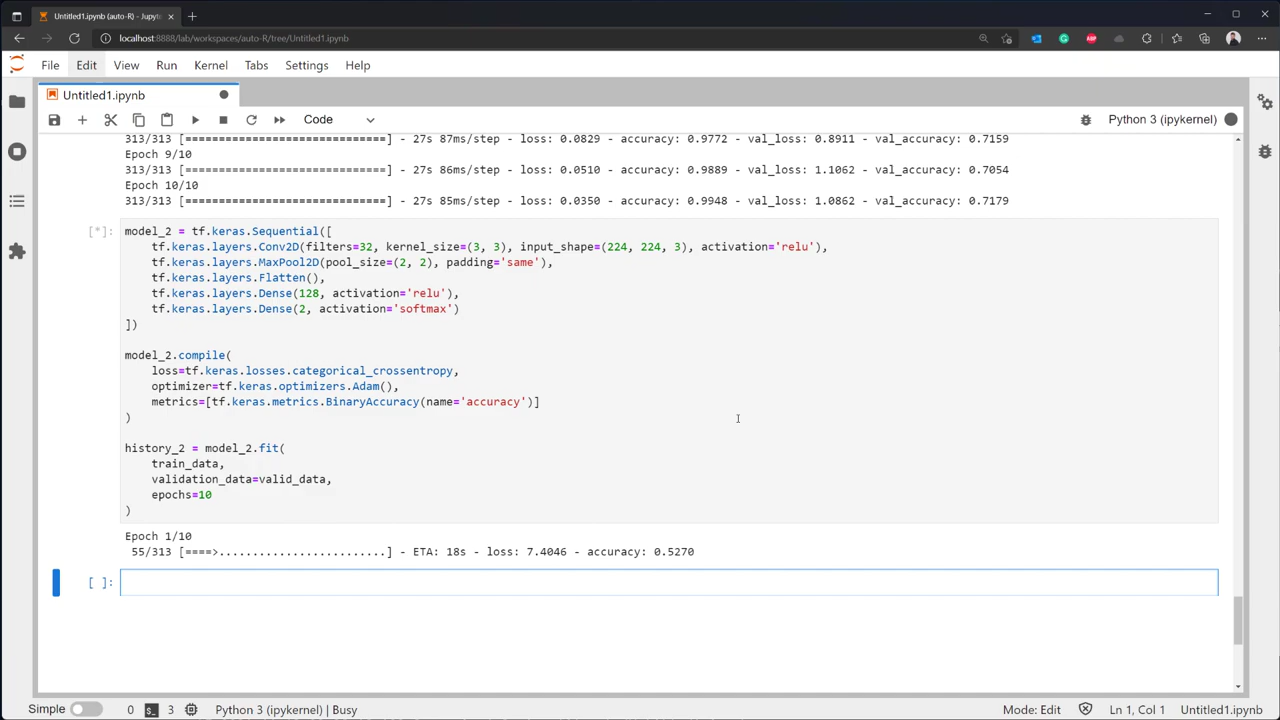 Untitled1.ipynb (auto-R) - Jupyte
localhost:8888/lab/workspaces/auto-R/tree/Untitled1.ipynb
File Edit View Run Kernel Tabs Settings Help
Untitled1.ipynb
Code
Python 3 (ipykernel)
313/313 [==============================] - 27s 87ms/step - loss: 0.0829 - accuracy: 0.9772 - val_loss: 0.8911 - val_accuracy: 0.7159
Epoch 9/10
313/313 [==============================] - 27s 86ms/step - loss: 0.0510 - accuracy: 0.9889 - val_loss: 1.1062 - val_accuracy: 0.7054
Epoch 10/10
313/313 [==============================] - 27s 85ms/step - loss: 0.0350 - accuracy: 0.9948 - val_loss: 1.0862 - val_accuracy: 0.7179
[*]: model_2 = tf.keras.Sequential([
    tf.keras.layers.Conv2D(filters=32, kernel_size=(3, 3), input_shape=(224, 224, 3), activation='relu'),
    tf.keras.layers.MaxPool2D(pool_size=(2, 2), padding='same'),
    tf.keras.layers.Flatten(),
    tf.keras.layers.Dense(128, activation='relu'),
    tf.keras.layers.Dense(2, activation='softmax')
])
model_2.compile(
    loss=tf.keras.losses.categorical_crossentropy,
    optimizer=tf.keras.optimizers.Adam(),
    metrics=[tf.keras.metrics.BinaryAccuracy(name='accuracy')]
)
history_2 = model_2.fit(
    train_data,
    validation_data=valid_data,
    epochs=10
)
Epoch 1/10
 55/313 [====>.........................] - ETA: 18s - loss: 7.4046 - accuracy: 0.5270
[ ]:
Simple 0 3 Python 3 (ipykernel) | Busy
Mode: Edit Ln 1, Col 1 Untitled1.ipynb